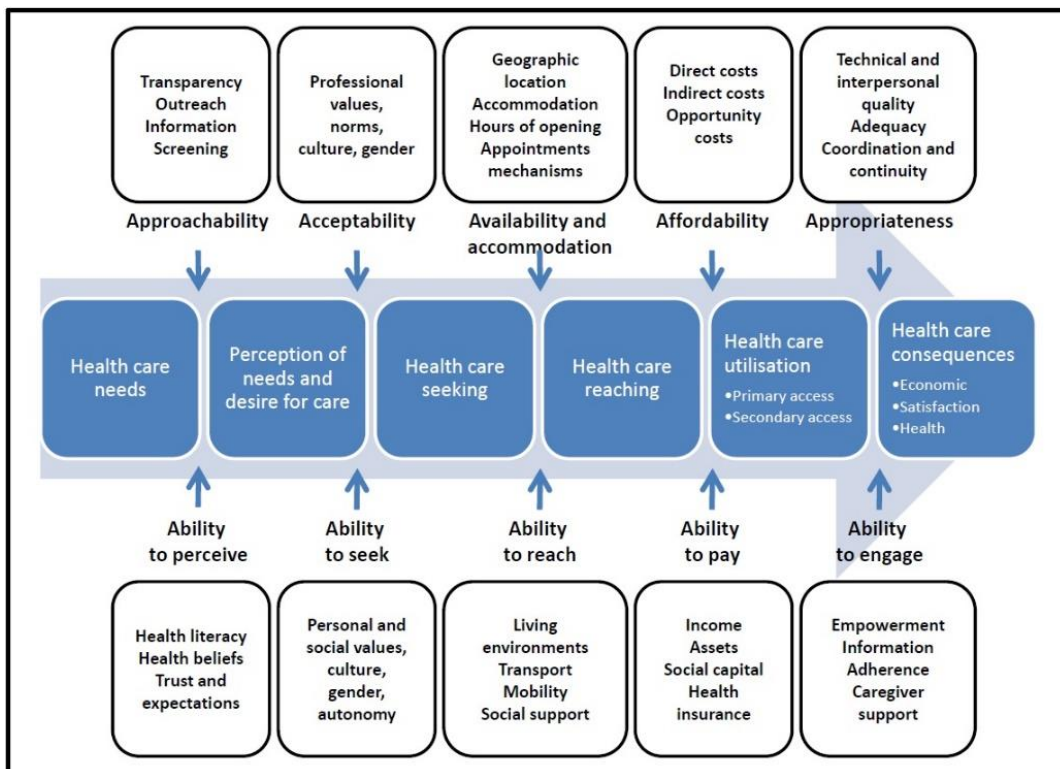 Transparency
Outreach
Information
Screening
Professional
values,
norms,
culture, gender
Geographic
location
Accommodation
Hours of opening
Appointments
mechanisms
Direct costs
Indirect costs
Opportunity
costs
Technical and
interpersonal
quality
Adequacy
Coordination and
continuity
Approachability
Acceptability
Availability and
accommodation
Affordability
Appropriateness
Health care
needs
Perception of
needs and
desire for care
Health care
seeking
Health care
reaching
Health care
utilisation
•Primary access
•Secondary access
Health care
consequences
•Economic
•Satisfaction
•Health
Ability
to perceive
Ability
to seek
Ability
to reach
Ability
to pay
Ability
to engage
Health literacy
Health beliefs
Trust and
expectations
Personal and
social values,
culture,
gender,
autonomy
Living
environments
Transport
Mobility
Social support
Income
Assets
Social capital
Health
insurance
Empowerment
Information
Adherence
Caregiver
support